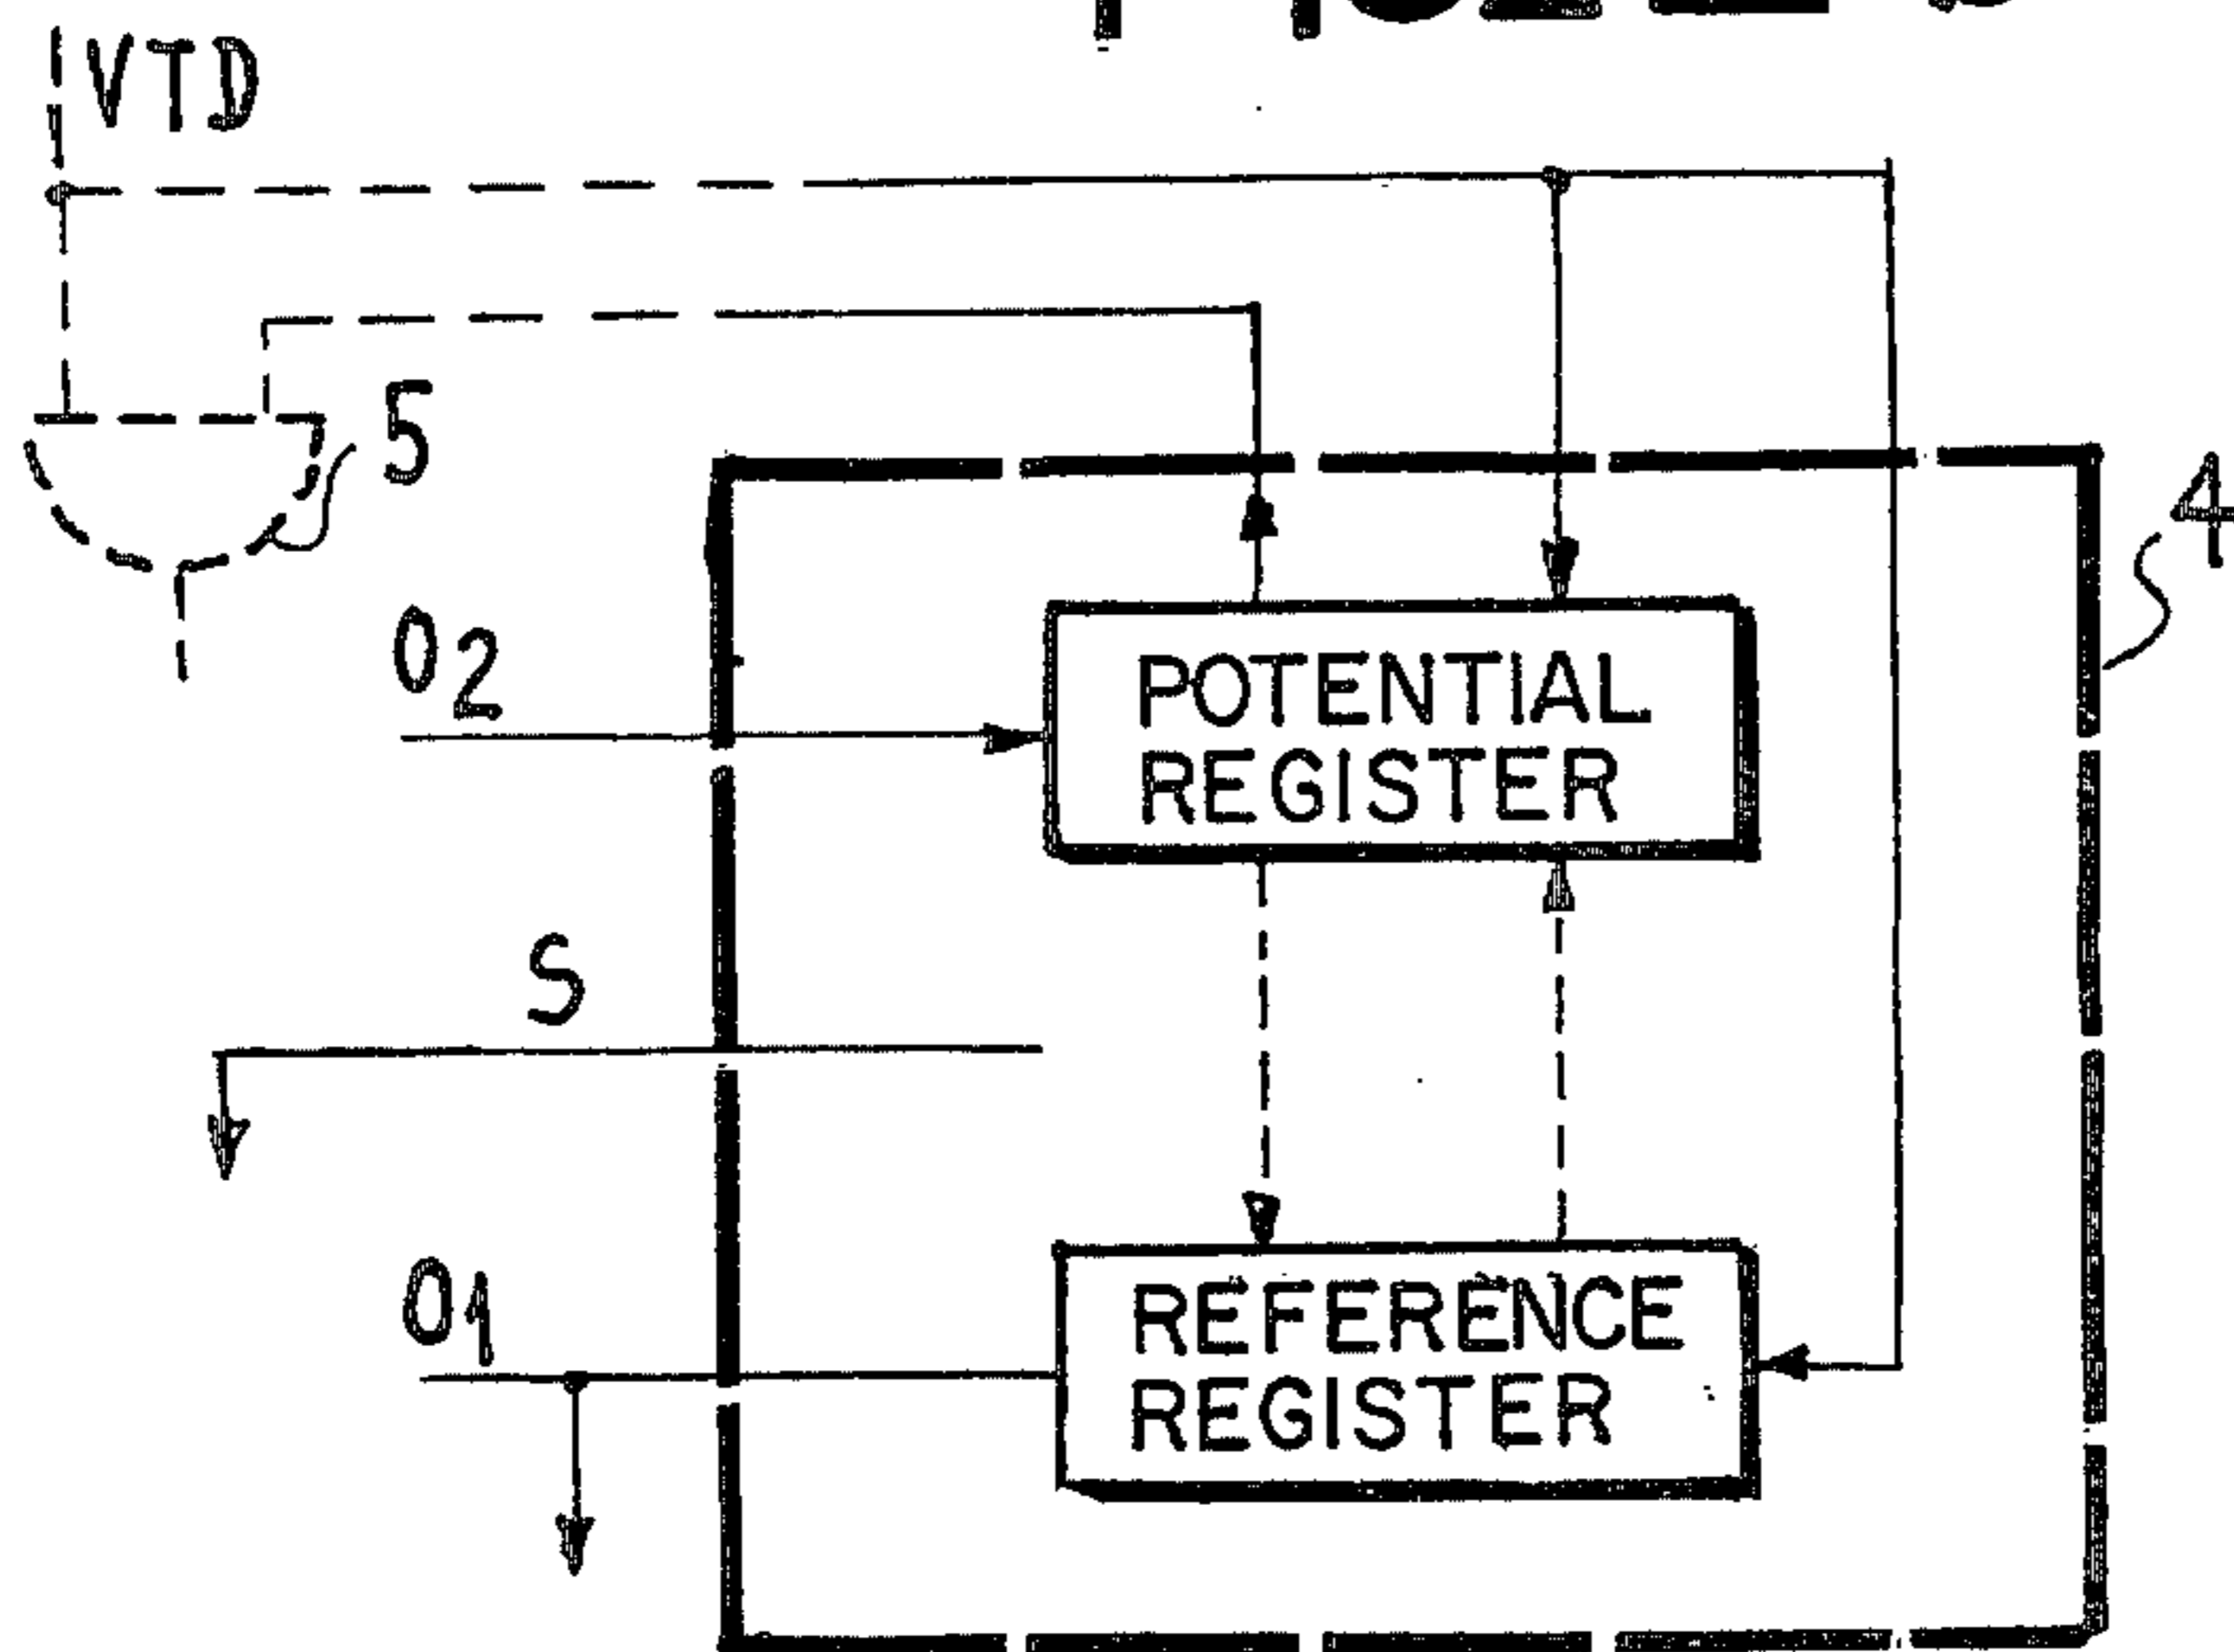 VTD
5
4
O2
POTENTIAL
REGISTER
S
O1
REFERENCE
REGISTER